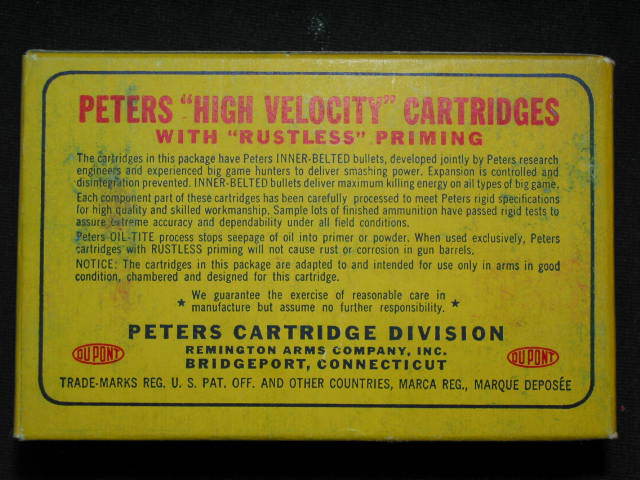 PETERS "HIGH VELOCITY" CARTRIDGES
WITH "RUSTLESS" PRIMING
The cartridges in this package have Peters INNER-BELTED bullets, developed jointly by Peters research
engineers and experienced big game hunters to deliver smashing power. Expansion is controlled and
disintegration prevented. INNER-BELTED bullets deliver maximum killing energy on all types of big game.
Each component part of these cartridges has been carefully processed to meet Peters rigid specifications
for high quality and skilled workmanship. Sample lots of finished ammunition have passed rigid tests to
assure extreme accuracy and dependability under all field conditions.
Peters OIL-TITE process stops seepage of oil into primer or powder. When used exclusively, Peters
cartridges with RUSTLESS priming will not cause rust or corrosion in gun barrels.
NOTICE: The cartridges in this package are adapted to and intended for use only in arms in good
condition, chambered and designed for this cartridge.
★ We guarantee the exercise of reasonable care in
manufacture but assume no further responsibility. ★
PETERS CARTRIDGE DIVISION
REMINGTON ARMS COMPANY, INC.
BRIDGEPORT, CONNECTICUT
DU PONT
DU PONT
TRADE-MARKS REG. U. S. PAT. OFF. AND OTHER COUNTRIES, MARCA REG., MARQUE DEPOSÉE